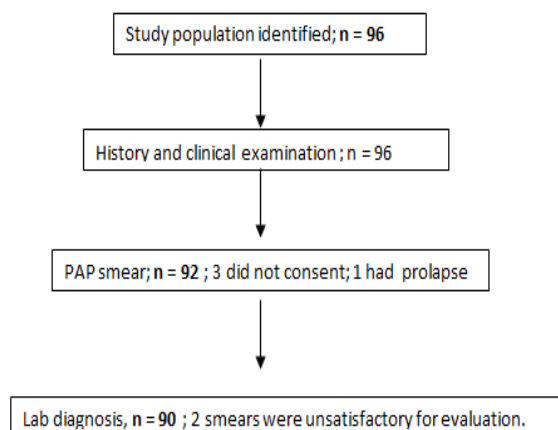 Study population identified; n = 96
History and clinical examination ; n = 96
PAP smear; n = 92 ; 3 did not consent; 1 had prolapse
Lab diagnosis, n = 90 ; 2 smears were unsatisfactory for evaluation.